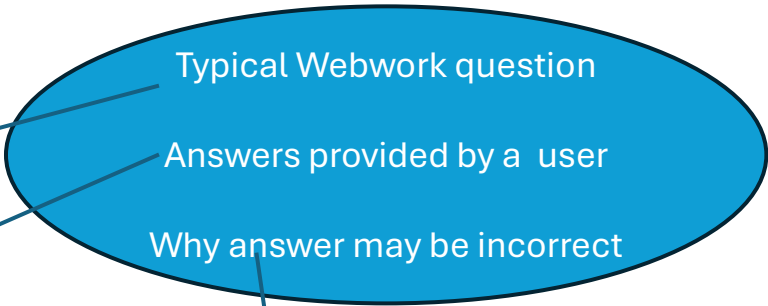 Typical Webwork question
Answers provided by a user
Why answer may be incorrect